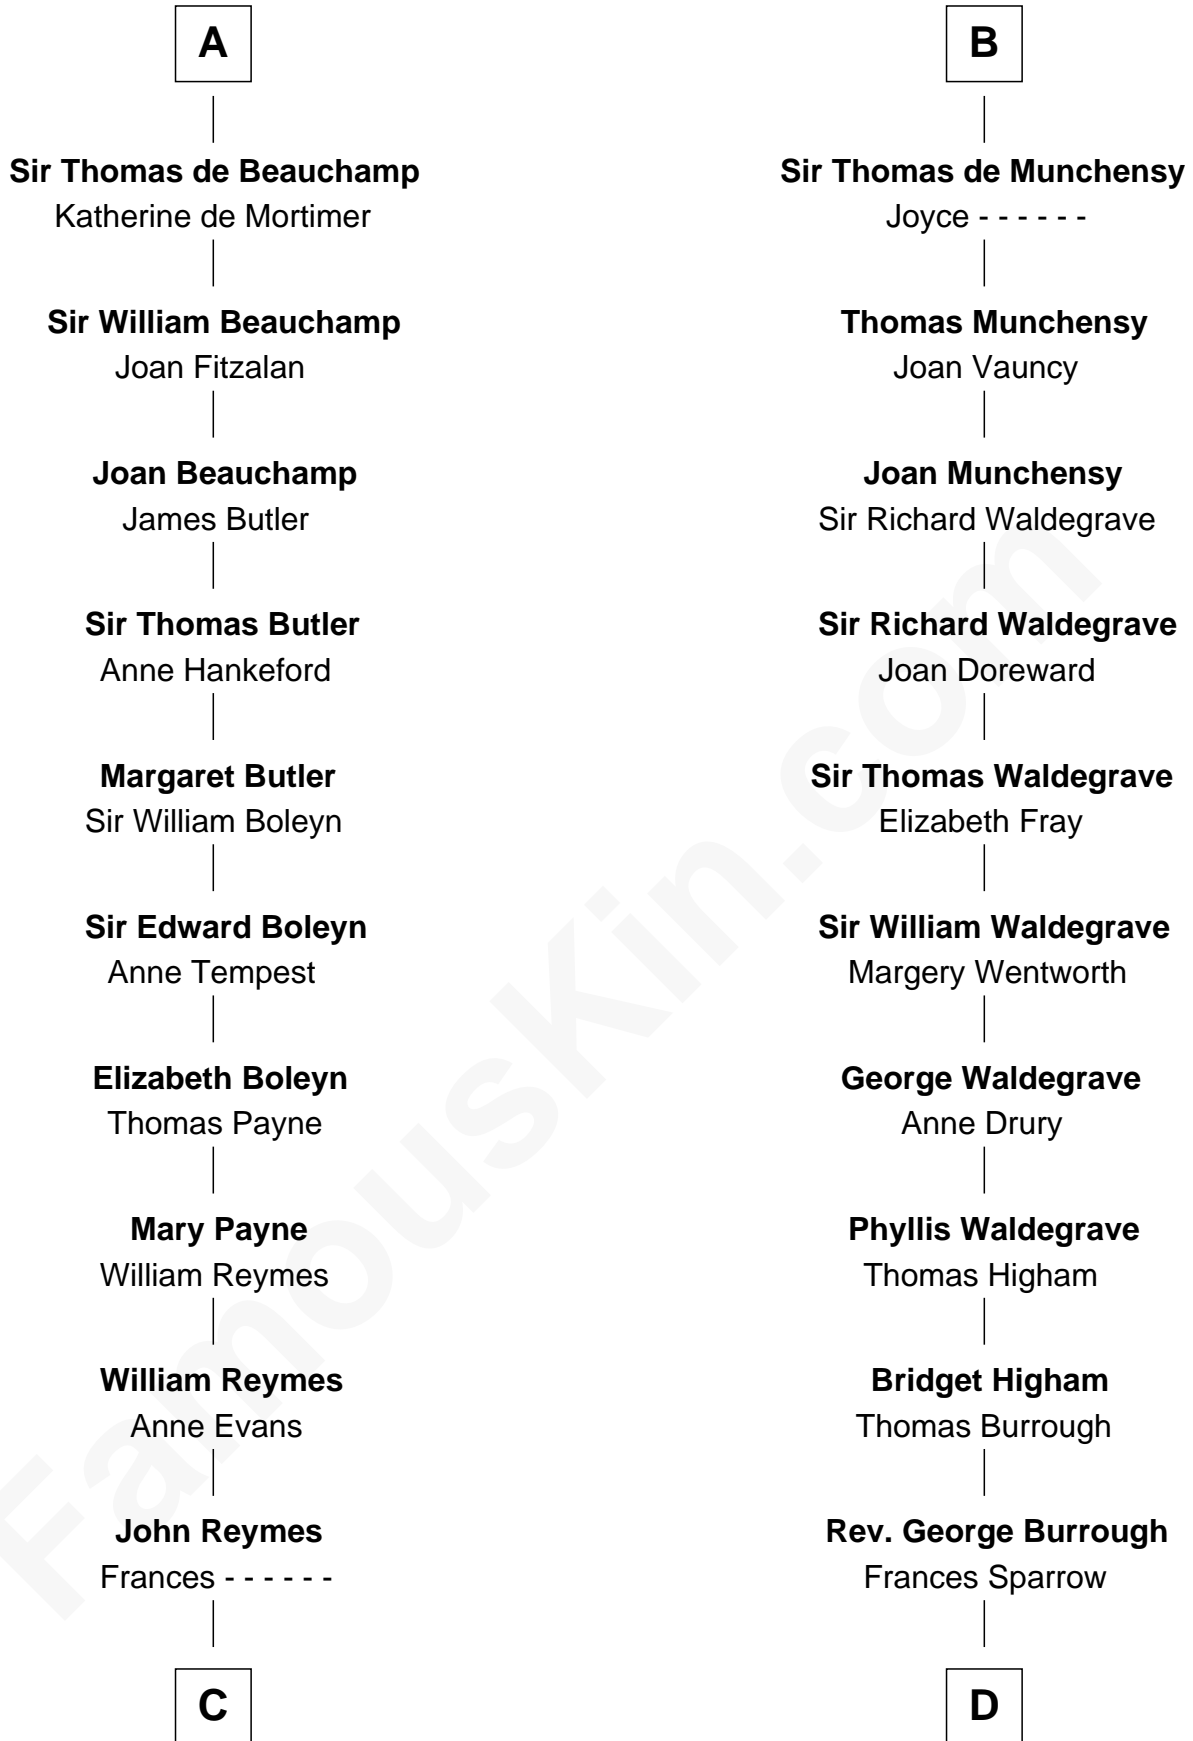 A
Sir Thomas de Beauchamp
Katherine de Mortimer
Sir William Beauchamp
Joan Fitzalan
Joan Beauchamp
James Butler
Sir Thomas Butler
Anne Hankeford
Margaret Butler
Sir William Boleyn
Sir Edward Boleyn
Anne Tempest
Elizabeth Boleyn
Thomas Payne
Mary Payne
William Reymes
William Reymes
Anne Evans
John Reymes
Frances - - - - - -
C
B
Sir Thomas de Munchensy
Joyce - - - - - -
Thomas Munchensy
Joan Vauncy
Joan Munchensy
Sir Richard Waldegrave
Sir Richard Waldegrave
Joan Doreward
Sir Thomas Waldegrave
Elizabeth Fray
Sir William Waldegrave
Margery Wentworth
George Waldegrave
Anne Drury
Phyllis Waldegrave
Thomas Higham
Bridget Higham
Thomas Burrough
Rev. George Burrough
Frances Sparrow
D
FamousKin.com